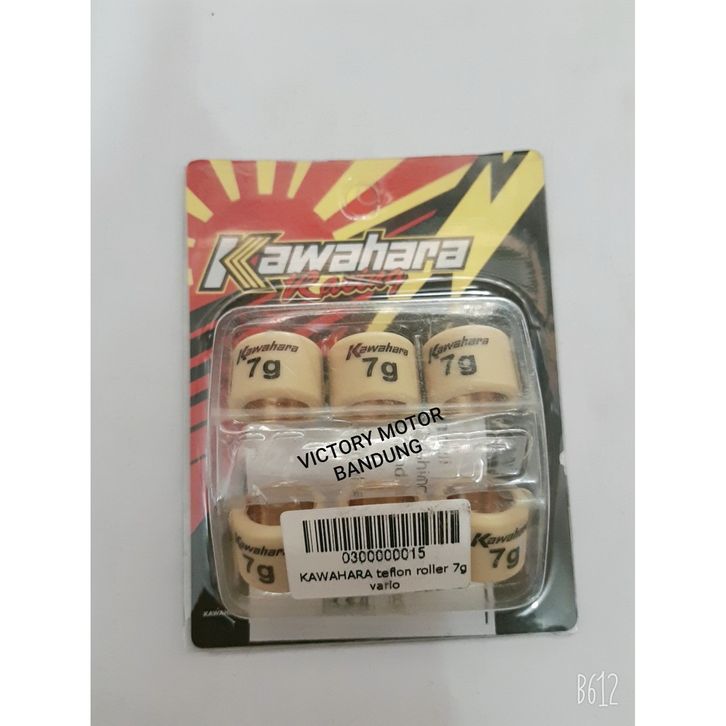 Kawahara
Racing
Kawahara
7g
Kawahara
7g
Kawahara
7g
VICTORY MOTOR
BANDUNG
Kawahara
7g
Kawahara
7g
0300000015
KAWAHARA teflon roller 7g
vario
B612